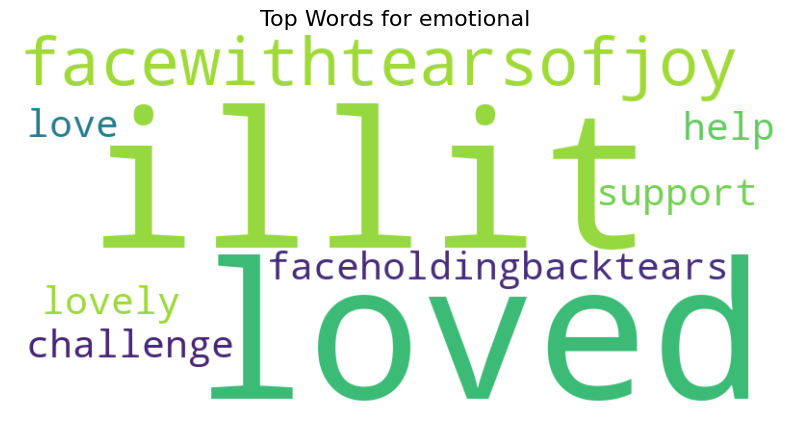 Top Words for emotional
facewithtearsofjoy
love
illit
help
support
faceholdingbacktears
lovely
loved
challenge